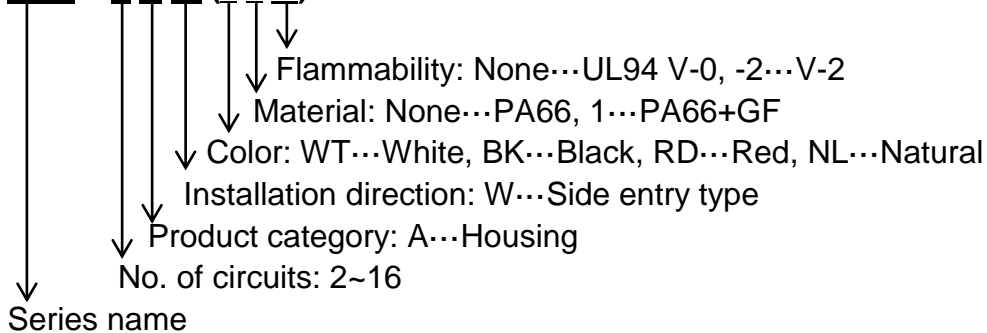 Flammability: None···UL94 V-0, -2···V-2
Material: None···PA66, 1···PA66+GF
Color: WT···White, BK···Black, RD···Red, NL···Natural
Installation direction: W···Side entry type
Product category: A···Housing
No. of circuits: 2~16
Series name